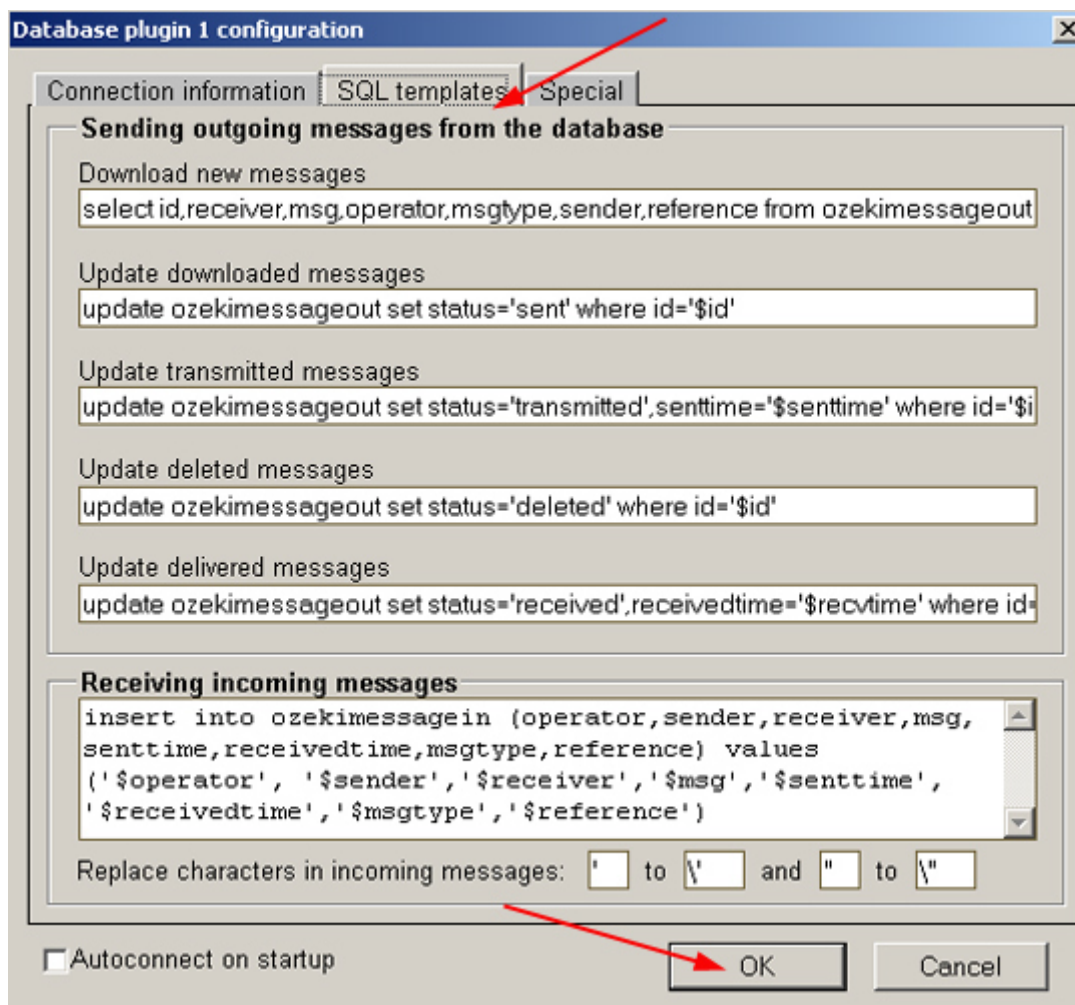 Database plugin 1 configuration
Connection information SQL templates Special
Sending outgoing messages from the database
Download new messages
select id,receiver,msg,operator,msgtype,sender,reference from ozekimessageout
Update downloaded messages
update ozekimessageout set status='sent' where id='$id'
Update transmitted messages
update ozekimessageout set status='transmitted',senttime='$senttime' where id='$i
Update deleted messages
update ozekimessageout set status='deleted' where id='$id'
Update delivered messages
update ozekimessageout set status='received',receivedtime='$recvtime' where id=
Receiving incoming messages
insert into ozekimessagein (operator,sender,receiver,msg,
senttime,receivedtime,msgtype,reference) values
('$operator', '$sender','$receiver','$msg','$senttime',
'$receivedtime','$msgtype','$reference')
Replace characters in incoming messages: ' to \' and " to \"
Autoconnect on startup OK Cancel